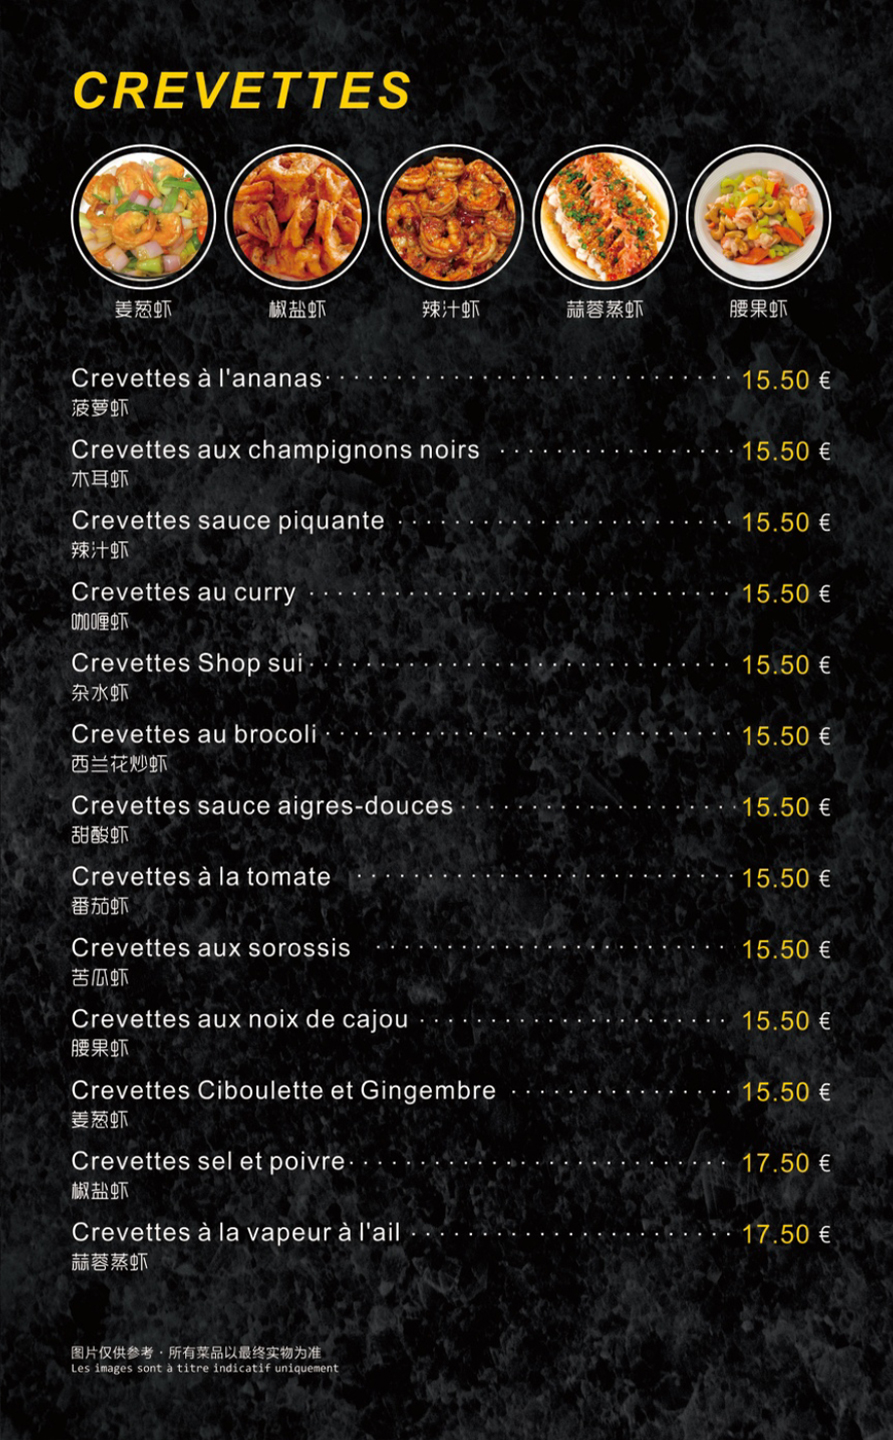 CREVETTES
姜葱虾 椒盐虾 辣汁虾 蒜蓉蒸虾 腰果虾
Crevettes à l'ananas 15.50 €
菠萝虾
Crevettes aux champignons noirs 15.50 €
木耳虾
Crevettes sauce piquante 15.50 €
辣汁虾
Crevettes au curry 15.50 €
咖喱虾
Crevettes Shop sui 15.50 €
杂水虾
Crevettes au brocoli 15.50 €
西兰花炒虾
Crevettes sauce aigres-douces 15.50 €
甜酸虾
Crevettes à la tomate 15.50 €
番茄虾
Crevettes aux sorossis 15.50 €
苦瓜虾
Crevettes aux noix de cajou 15.50 €
腰果虾
Crevettes Ciboulette et Gingembre 15.50 €
姜葱虾
Crevettes sel et poivre 17.50 €
椒盐虾
Crevettes à la vapeur à l'ail 17.50 €
蒜蓉蒸虾
图片仅供参考 · 所有菜品以最终实物为准
Les images sont à titre indicatif uniquement